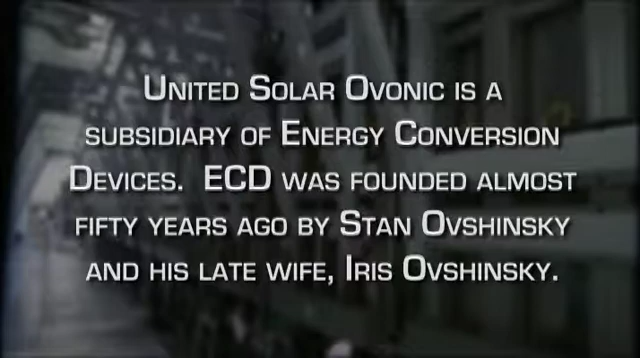 United Solar Ovonic is a
subsidiary of Energy Conversion
Devices. ECD was founded almost
fifty years ago by Stan Ovshinsky
and his late wife, Iris Ovshinsky.